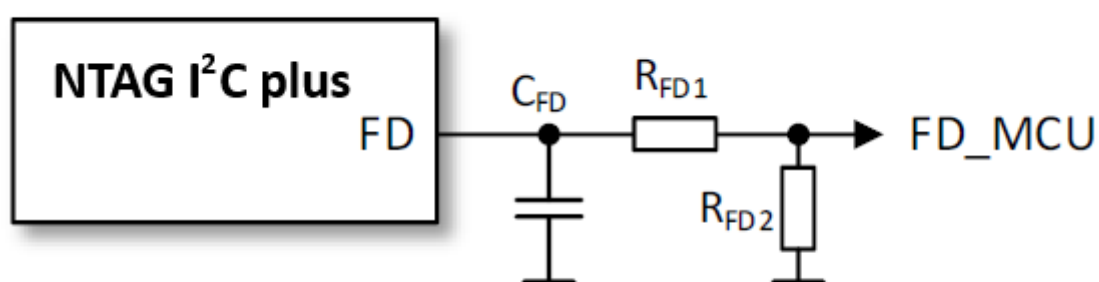 NTAG I²C plus
FD
C_FD
R_FD1
R_FD2
FD_MCU